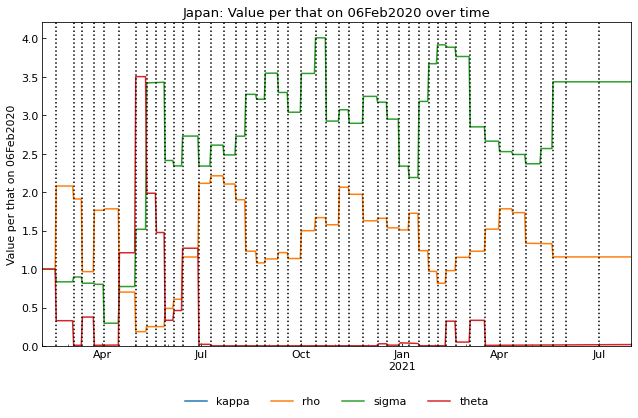 Japan: Value per that on 06Feb2020 over time
Value per that on 06Feb2020
4.0
3.5
3.0
2.5
2.0
1.5
1.0
0.5
0.0
Apr Jul Oct Jan Apr Jul
2021
kappa rho sigma theta